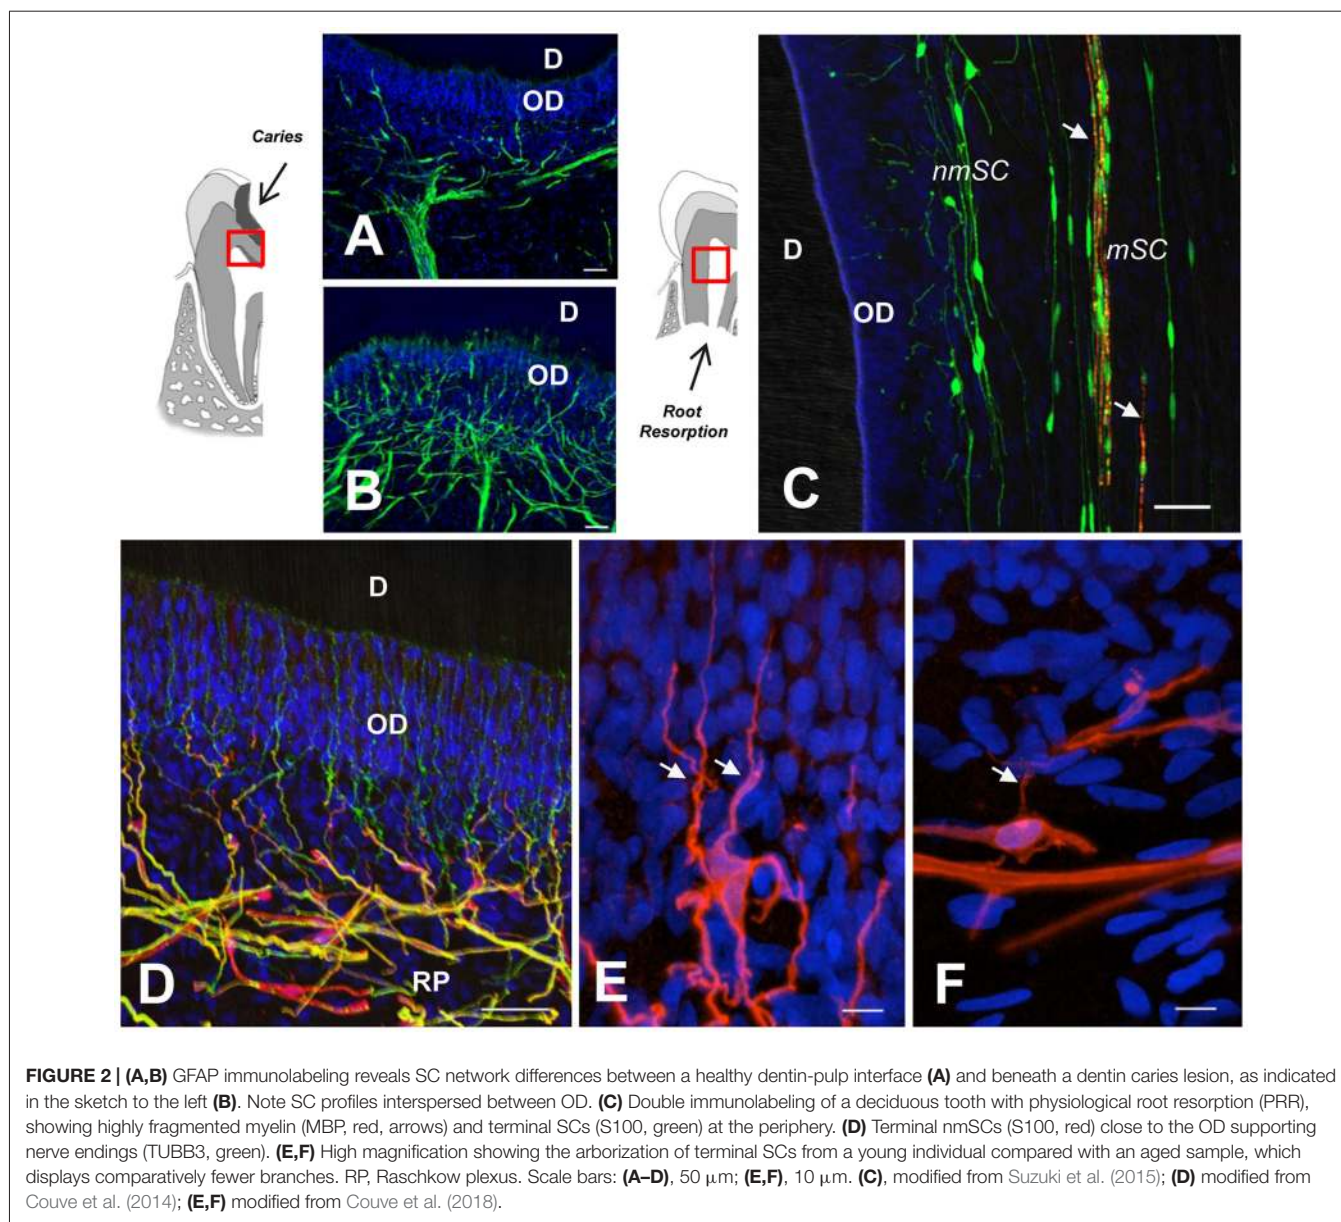 Caries
D
OD
A
D
OD
B
Root
Resorption
nmSC
mSC
D
OD
C
D
OD
RP
D
E
F
FIGURE 2 | (A,B) GFAP immunolabeling reveals SC network differences between a healthy dentin-pulp interface (A) and beneath a dentin caries lesion, as indicated
in the sketch to the left (B). Note SC profiles interspersed between OD. (C) Double immunolabeling of a deciduous tooth with physiological root resorption (PRR),
showing highly fragmented myelin (MBP, red, arrows) and terminal SCs (S100, green) at the periphery. (D) Terminal nmSCs (S100, red) close to the OD supporting
nerve endings (TUBB3, green). (E,F) High magnification showing the arborization of terminal SCs from a young individual compared with an aged sample, which
displays comparatively fewer branches. RP, Raschkow plexus. Scale bars: (A–D), 50 μm; (E,F), 10 μm. (C), modified from Suzuki et al. (2015); (D) modified from
Couve et al. (2014); (E,F) modified from Couve et al. (2018).